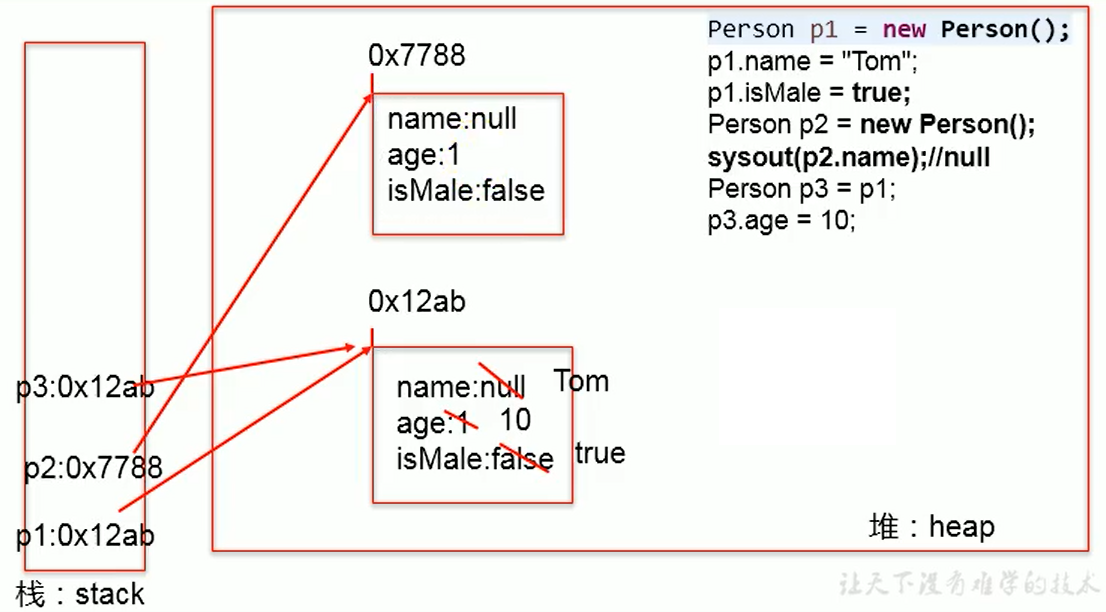 Person p1 = new Person();
p1.name = "Tom";
p1.isMale = true;
Person p2 = new Person();
sysout(p2.name);//null
Person p3 = p1;
p3.age = 10;
0x7788
name:null
age:1
isMale:false
0x12ab
name:null Tom
age:1 10
isMale:false true
p3:0x12ab
p2:0x7788
p1:0x12ab
栈：stack
堆：heap
让天下没有难学的技术